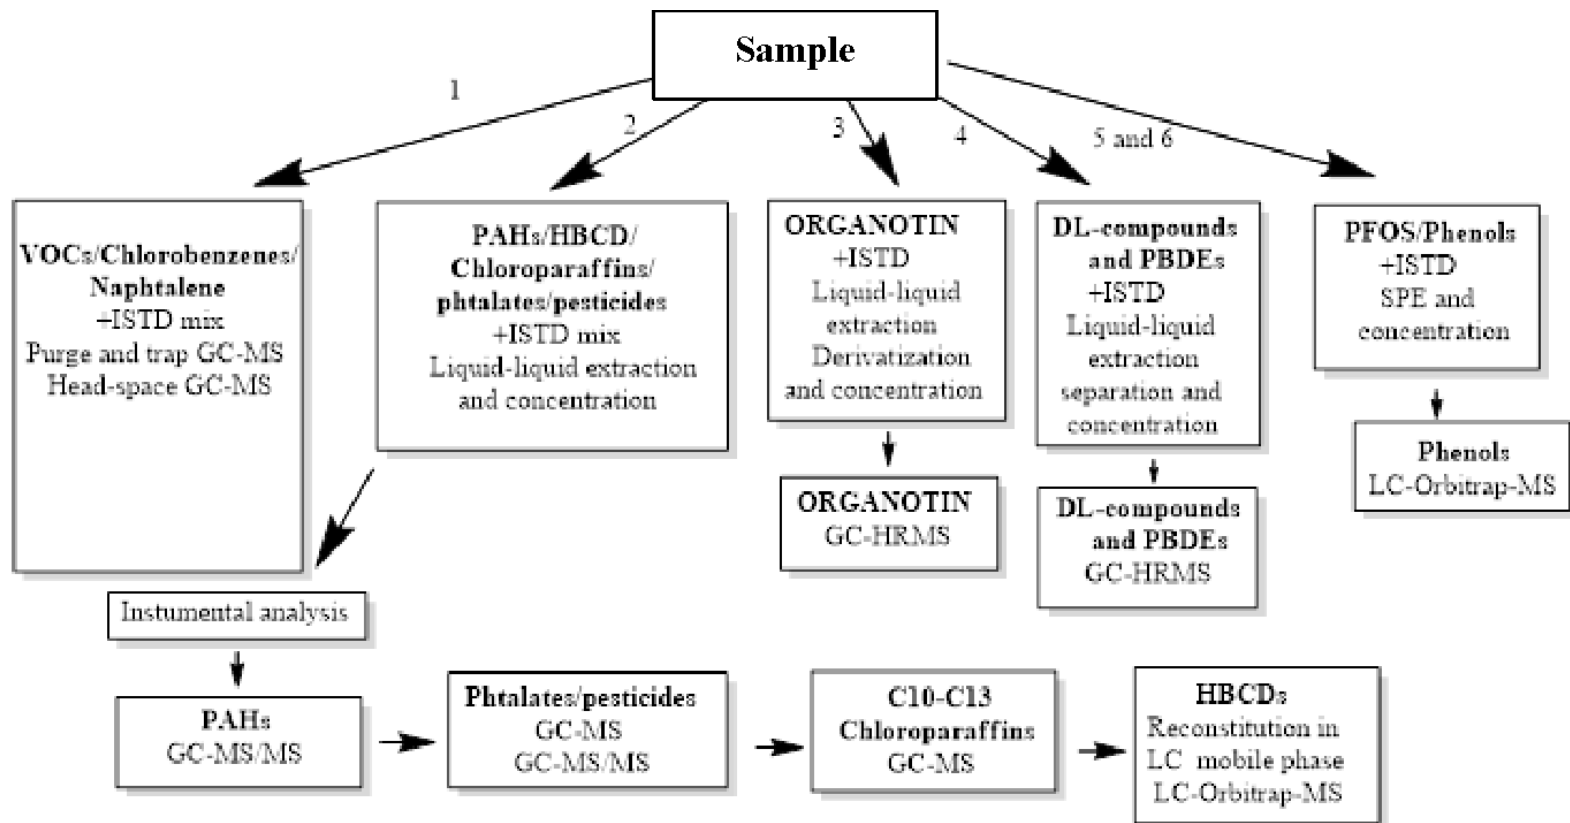 Sample
1
2
3
4
5 and 6
VOCs/Chlorobenzenes/
Naphtalene
+ISTD mix
Purge and trap GC-MS
Head-space GC-MS
PAHs/HBCD/
Chloroparaffins/
phtalates/pesticides
+ISTD mix
Liquid-liquid extraction
and concentration
ORGANOTIN
+ISTD
Liquid-liquid
extraction
Derivatization
and concentration
DL-compounds
and PBDEs
+ISTD
Liquid-liquid
extraction
separation and
concentration
PFOS/Phenols
+ISTD
SPE and
concentration
ORGANOTIN
GC-HRMS
DL-compounds
and PBDEs
GC-HRMS
Phenols
LC-Orbitrap-MS
Instumental analysis
PAHs
GC-MS/MS
Phtalates/pesticides
GC-MS
GC-MS/MS
C10-C13
Chloroparaffins
GC-MS
HBCDs
Reconstitution in
LC mobile phase
LC-Orbitrap-MS